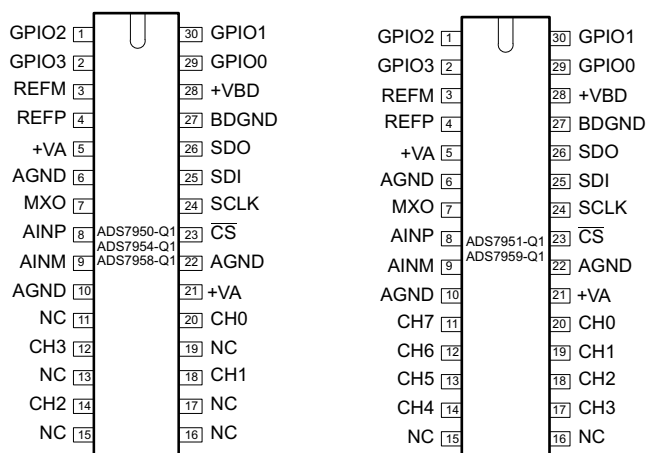 GPIO2 1 30 GPIO1
GPIO3 2 29 GPIO0
REFM 3 28 +VBD
REFP 4 27 BDGND
+VA 5 26 SDO
AGND 6 25 SDI
MXO 7 24 SCLK
AINP 8 23 CS
AINM 9 22 AGND
AGND 10 21 +VA
NC 11 20 CH0
CH3 12 19 NC
NC 13 18 CH1
CH2 14 17 NC
NC 15 16 NC
ADS7950-Q1
ADS7954-Q1
ADS7958-Q1
GPIO2 1 30 GPIO1
GPIO3 2 29 GPIO0
REFM 3 28 +VBD
REFP 4 27 BDGND
+VA 5 26 SDO
AGND 6 25 SDI
MXO 7 24 SCLK
AINP 8 23 CS
AINM 9 22 AGND
AGND 10 21 +VA
CH7 11 20 CH0
CH6 12 19 CH1
CH5 13 18 CH2
CH4 14 17 CH3
NC 15 16 NC
ADS7951-Q1
ADS7959-Q1